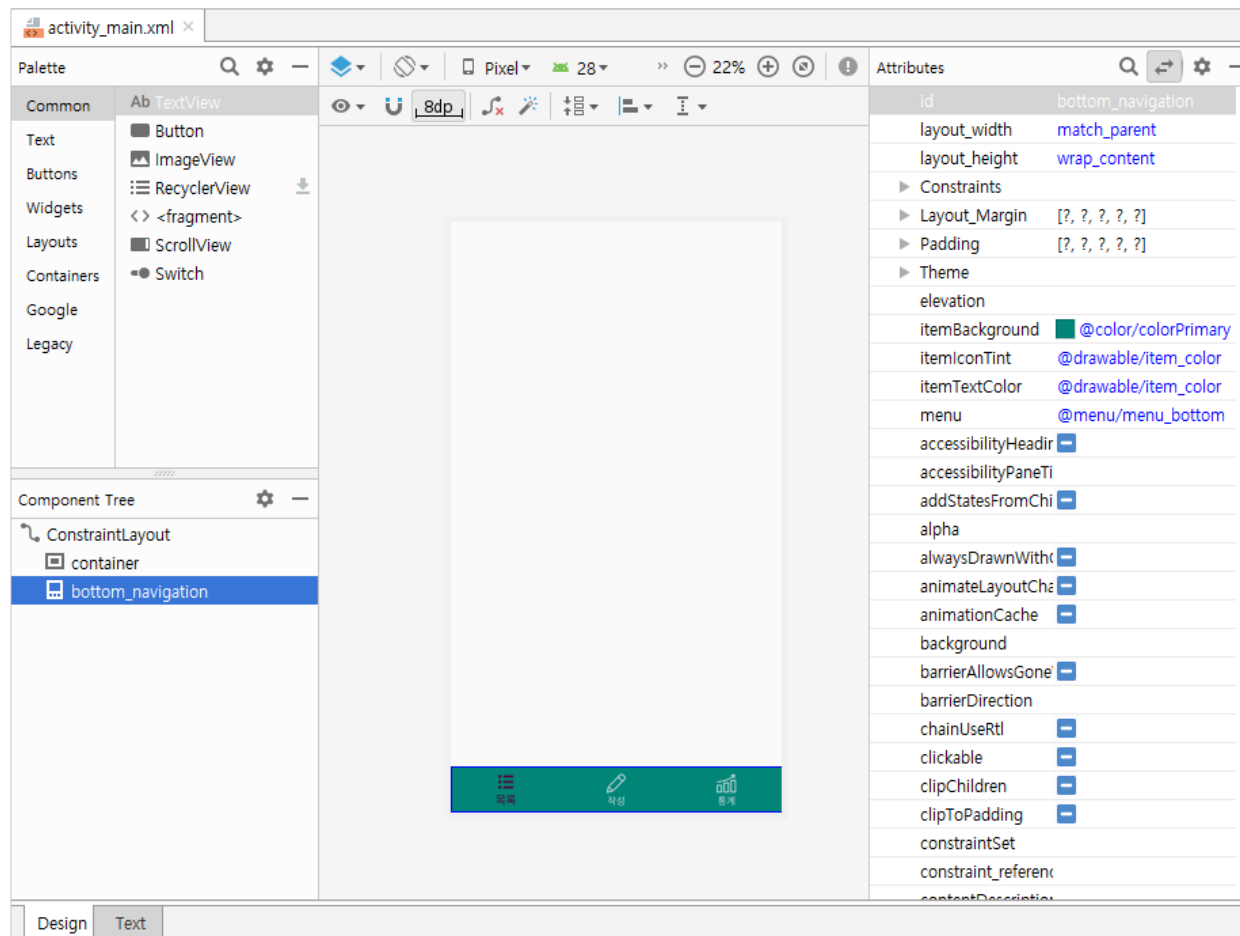 activity_main.xml
Palette
Common
Text
Buttons
Widgets
Layouts
Containers
Google
Legacy
Ab TextView
Button
ImageView
RecyclerView
<fragment>
ScrollView
Switch
Component Tree
ConstraintLayout
container
bottom_navigation
Pixel 28 22%
8dp
목록 작성 통계
Attributes
id bottom_navigation
layout_width match_parent
layout_height wrap_content
Constraints
Layout_Margin [?, ?, ?, ?, ?]
Padding [?, ?, ?, ?, ?]
Theme
elevation
itemBackground @color/colorPrimary
itemIconTint @drawable/item_color
itemTextColor @drawable/item_color
menu @menu/menu_bottom
accessibilityHeadin
accessibilityPaneTi
addStatesFromChi
alpha
alwaysDrawnWith
animateLayoutCha
animationCache
background
barrierAllowsGone
barrierDirection
chainUseRtl
clickable
clipChildren
clipToPadding
constraintSet
constraint_referen
contentDescription
Design Text